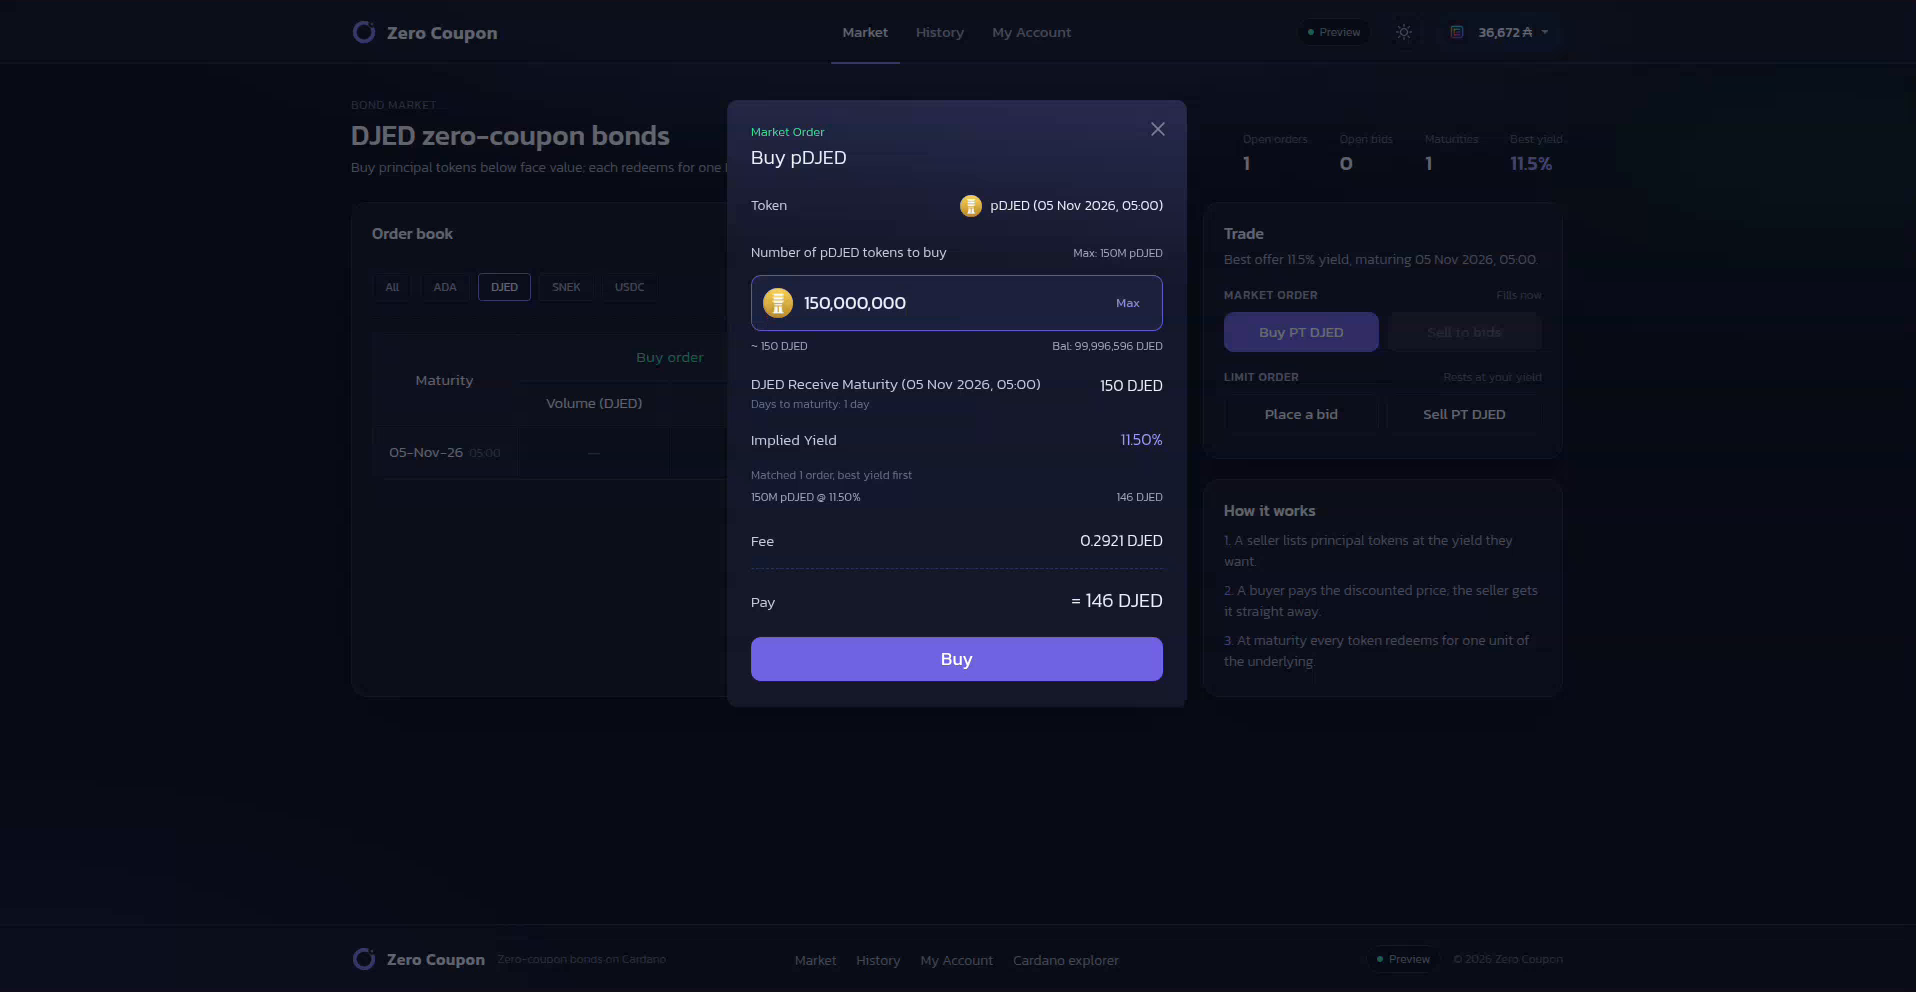 Zero Coupon
Market History My Account
Preview
36,672 ₳
BOND MARKET
DJED zero-coupon bonds
Buy principal tokens below face value: each redeems for one
Open orders Open bids Maturities Best yield
1 0 1 11.5%
Order book
All ADA DJED SNEK USDC
Buy order
Maturity
Volume (DJED)
05-Nov-26 05:00 —
Market Order
Buy pDJED
Token pDJED (05 Nov 2026, 05:00)
Number of pDJED tokens to buy Max: 150M pDJED
150,000,000 Max
~ 150 DJED Bal: 99,996,596 DJED
DJED Receive Maturity (05 Nov 2026, 05:00) 150 DJED
Days to maturity: 1 day
Implied Yield 11.50%
Matched 1 order, best yield first
150M pDJED @ 11.50% 146 DJED
Fee 0.2921 DJED
Pay = 146 DJED
Buy
Trade
Best offer 11.5% yield, maturing 05 Nov 2026, 05:00.
MARKET ORDER Fills now
Buy PT DJED Sell to bids
LIMIT ORDER Rests at your yield
Place a bid Sell PT DJED
How it works
1. A seller lists principal tokens at the yield they
want.
2. A buyer pays the discounted price, the seller gets
it straight away.
3. At maturity every token redeems for one unit of
the underlying.
Zero Coupon Zero-coupon bonds on Cardano
Market History My Account Cardano explorer
Preview © 2026 Zero Coupon